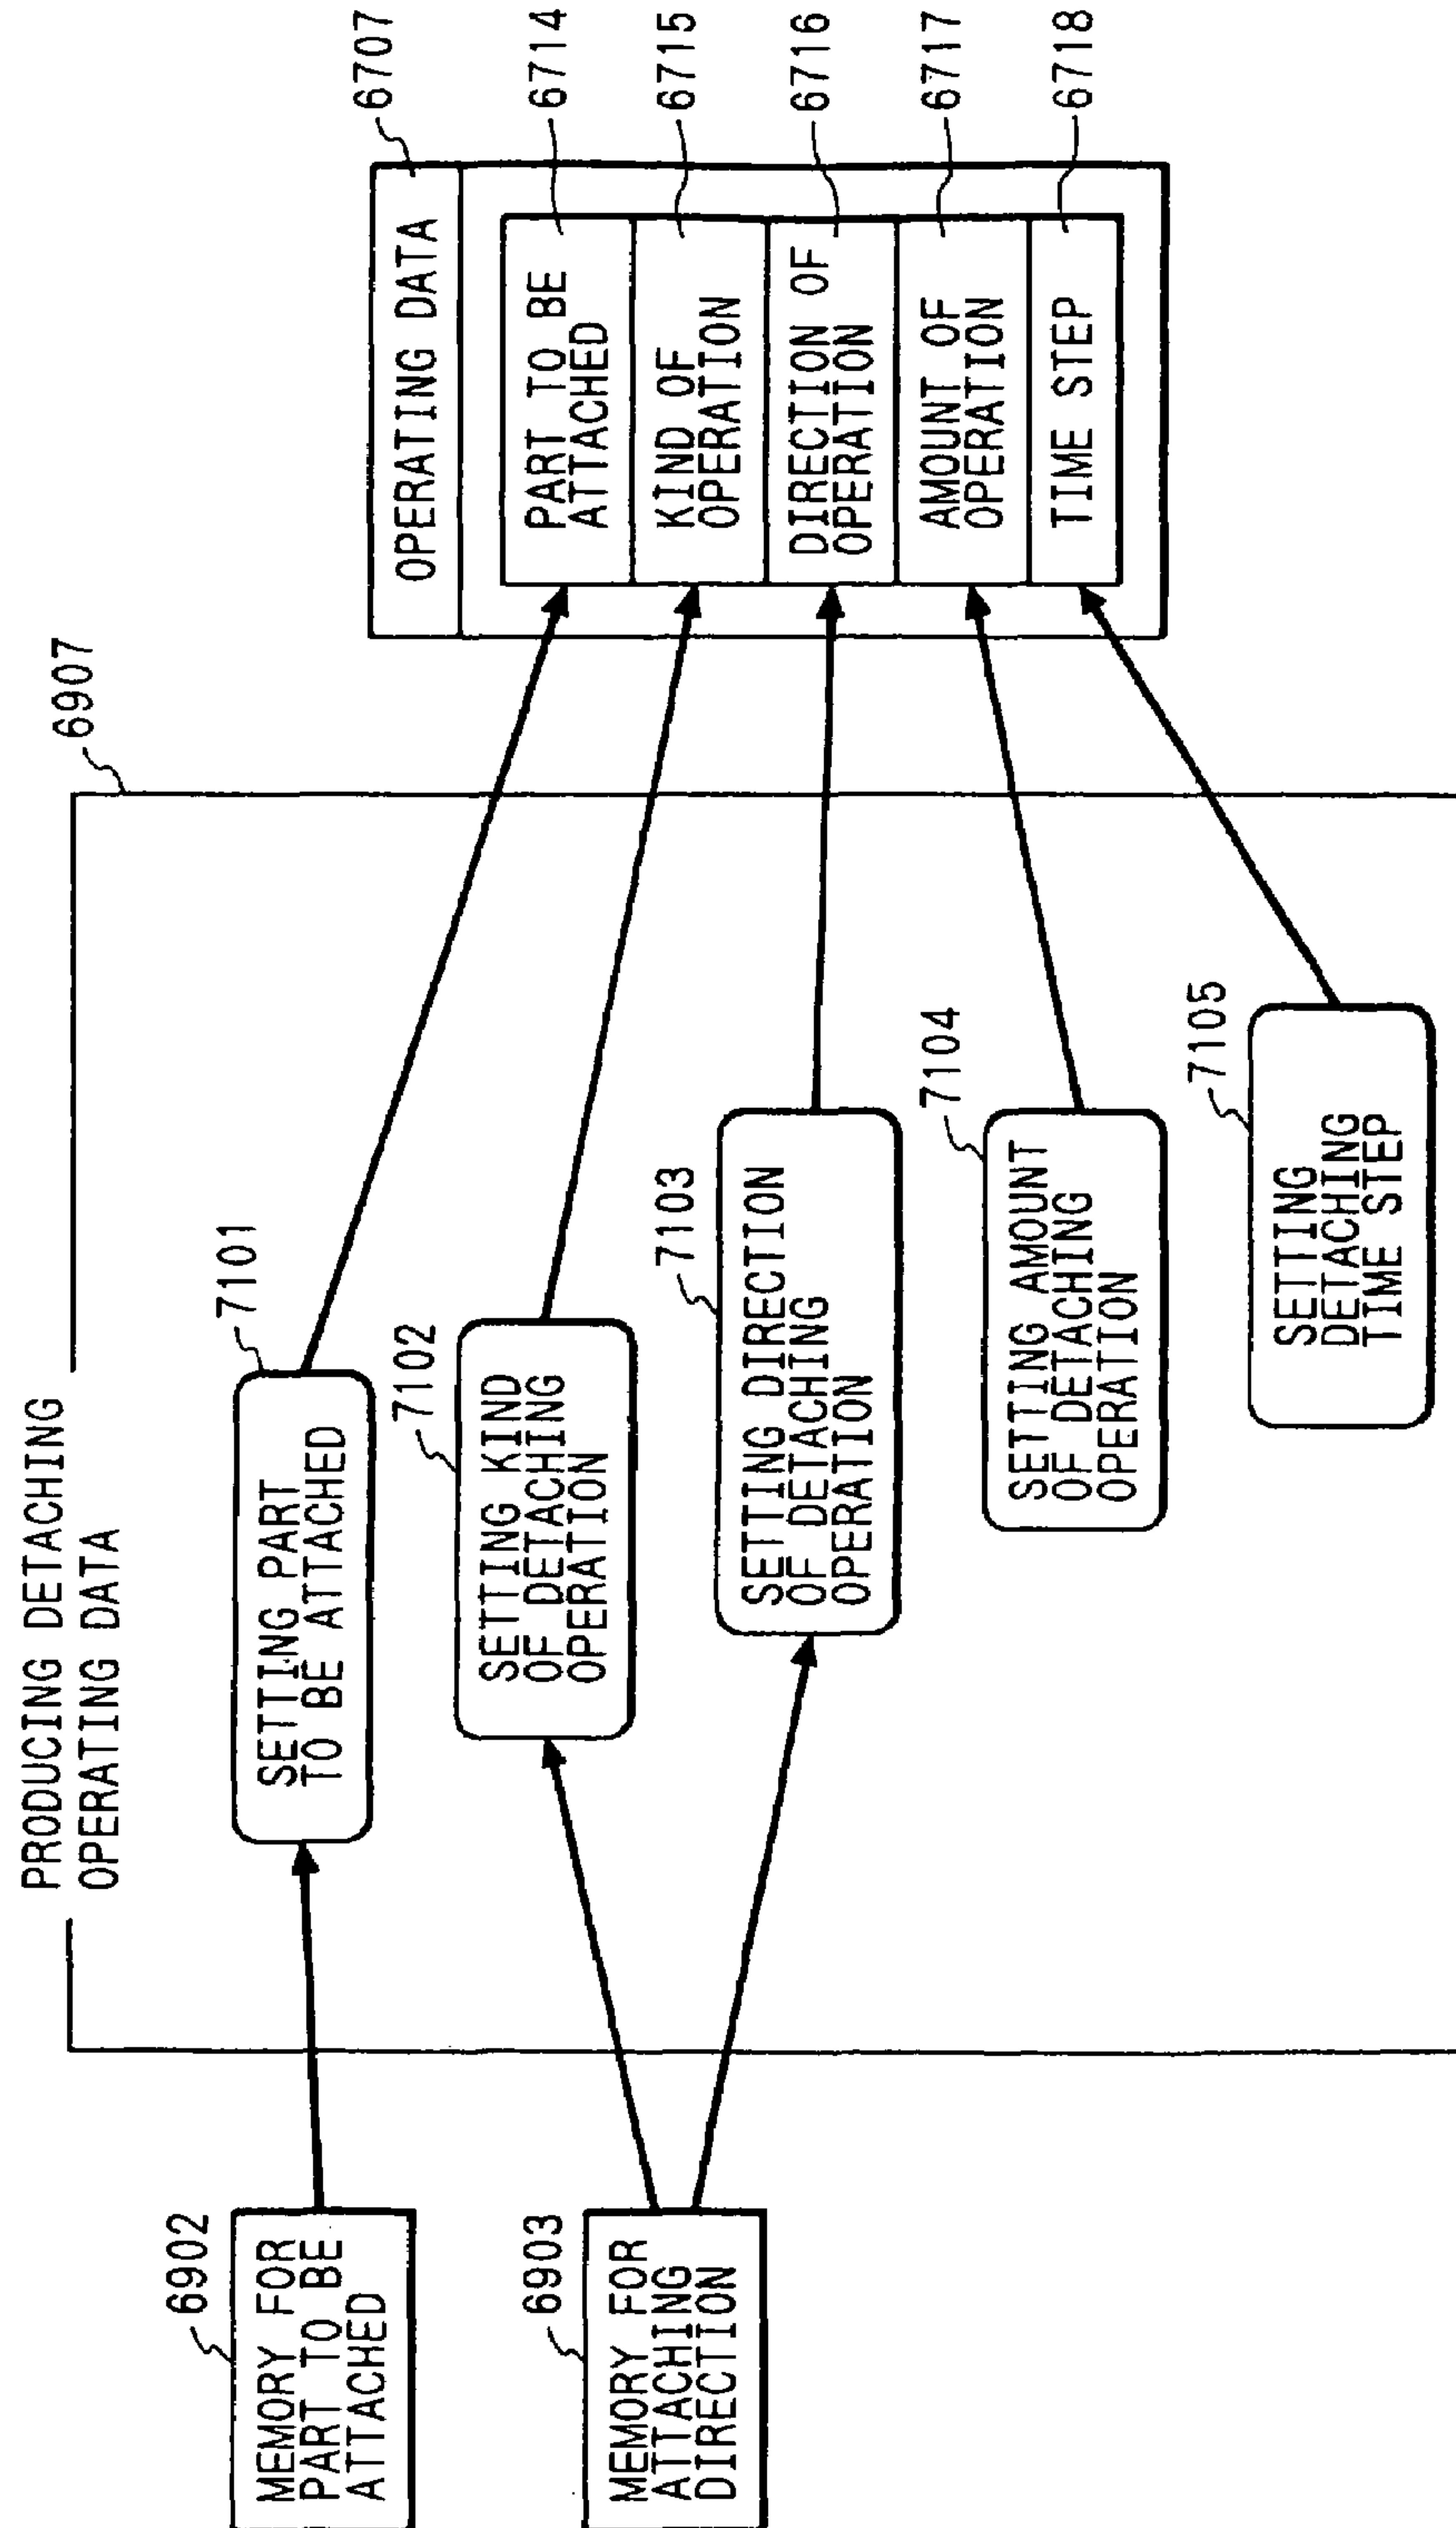 PRODUCING DETACHING
OPERATING DATA
6907
6902
MEMORY FOR
PART TO BE
ATTACHED
6903
MEMORY FOR
ATTACHING
DIRECTION
7101
SETTING PART
TO BE ATTACHED
7102
SETTING KIND
OF DETACHING
OPERATION
7103
SETTING DIRECTION
OF DETACHING
OPERATION
7104
SETTING AMOUNT
OF DETACHING
OPERATION
7105
SETTING
DETACHING
TIME STEP
OPERATING DATA
6707
PART TO BE
ATTACHED
6714
KIND OF
OPERATION
6715
DIRECTION OF
OPERATION
6716
AMOUNT OF
OPERATION
6717
TIME STEP
6718